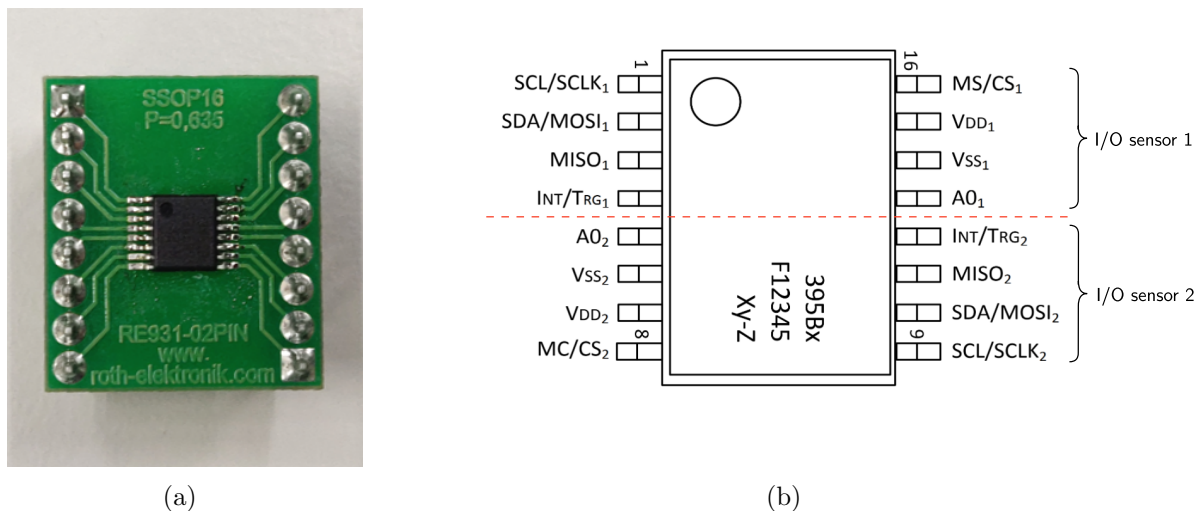 SSOP16
P=0,635
RE931-02PIN
www.
roth-elektronik.com
(a)
1
16
SCL/SCLK₁
MS/CS₁
SDA/MOSI₁
VDD₁
MISO₁
VSS₁
INT/TRG₁
A0₁
I/O sensor 1
A0₂
INT/TRG₂
VSS₂
MISO₂
VDD₂
SDA/MOSI₂
MC/CS₂
SCL/SCLK₂
8
9
I/O sensor 2
395Bx
F12345
Xy-Z
(b)